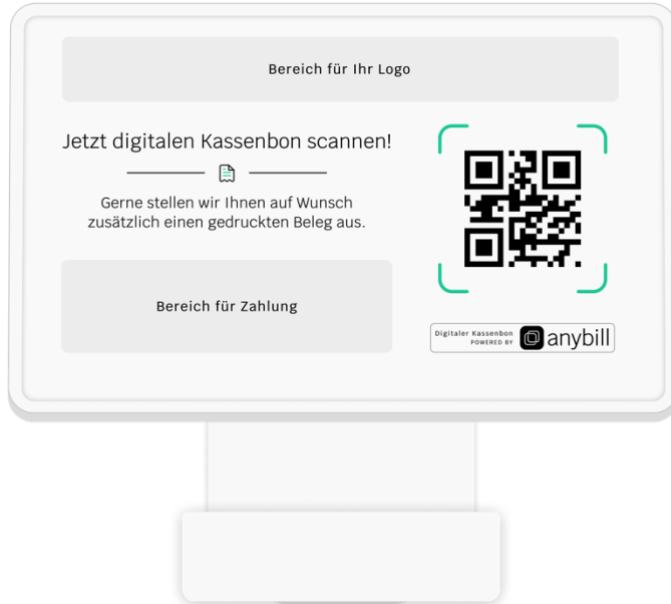 Bereich für Ihr Logo
Jetzt digitalen Kassenbon scannen!
Gerne stellen wir Ihnen auf Wunsch
zusätzlich einen gedruckten Beleg aus.
Bereich für Zahlung
Digitaler Kassenbon
POWERED BY
anybill